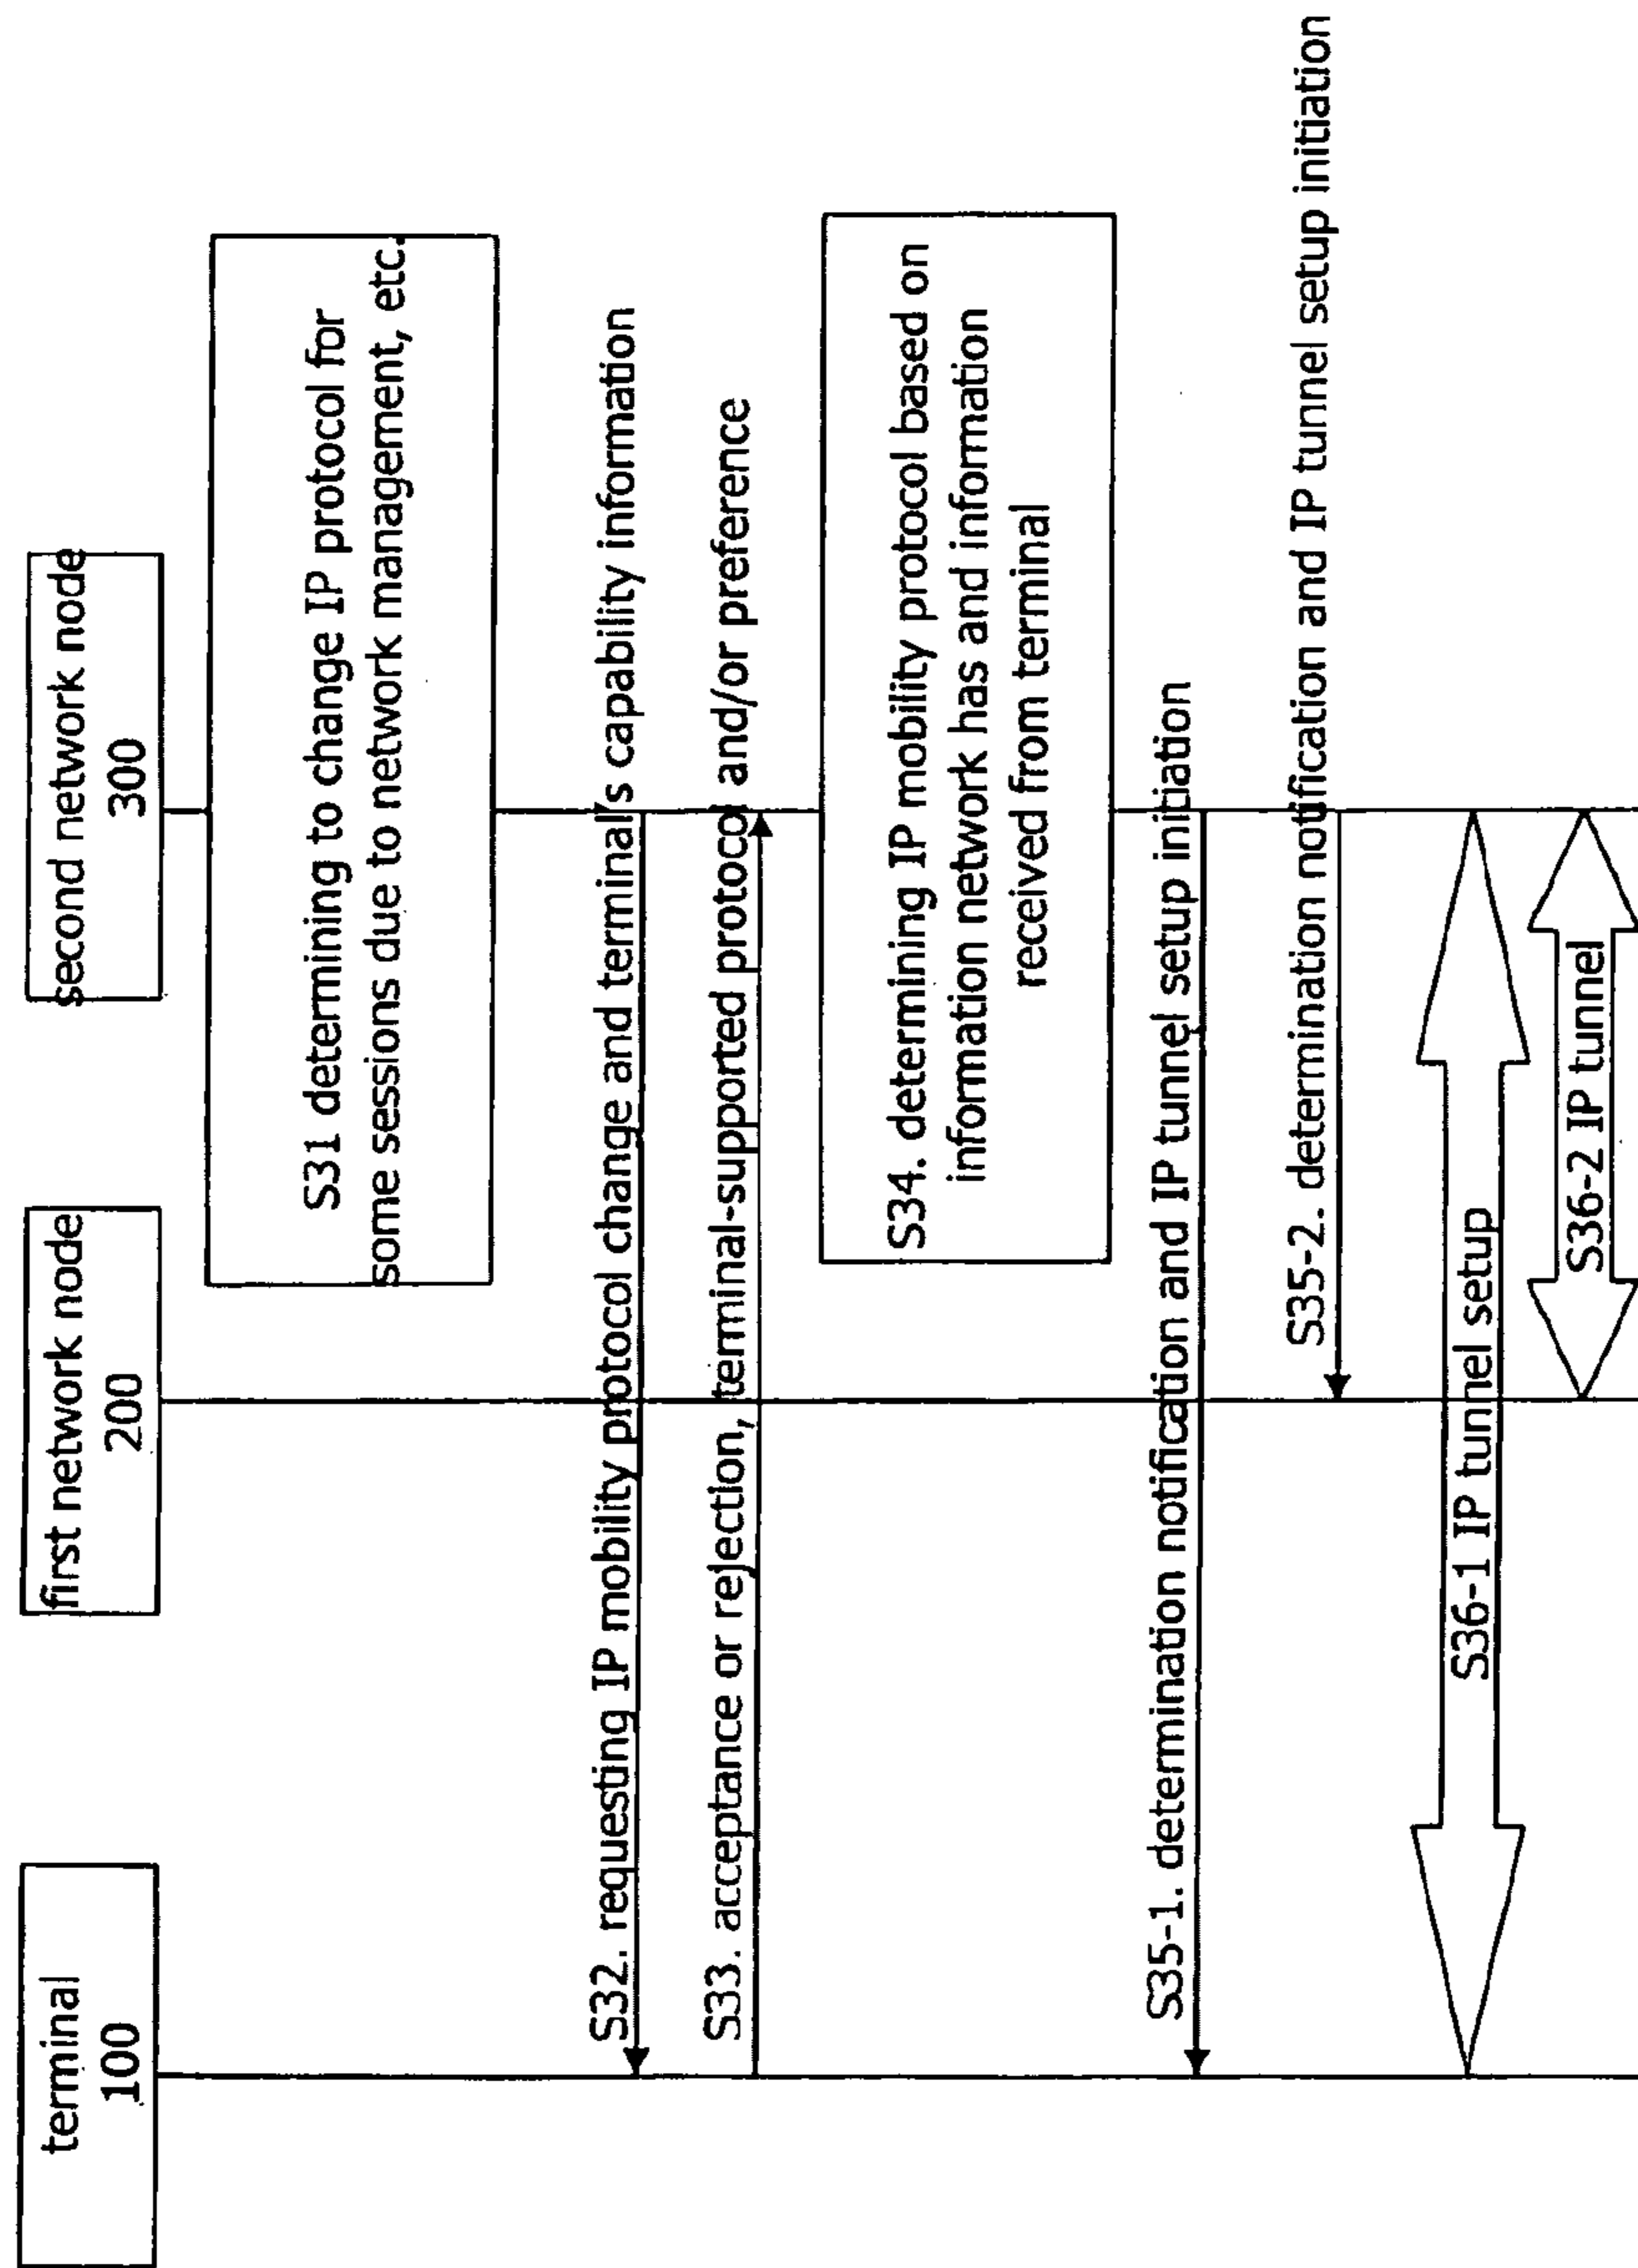 terminal
100
first network node
200
second network node
300
S31 determining to change IP protocol for
some sessions due to network management, etc.
S32. requesting IP mobility protocol change and terminal's capability information
S33. acceptance or rejection, terminal-supported protocol and/or preference
S34. determining IP mobility protocol based on
information network has and information
received from terminal
S35-1. determination notification and IP tunnel setup initiation
S35-2. determination notification and IP tunnel setup initiation
S36-1 IP tunnel setup
S36-2 IP tunnel